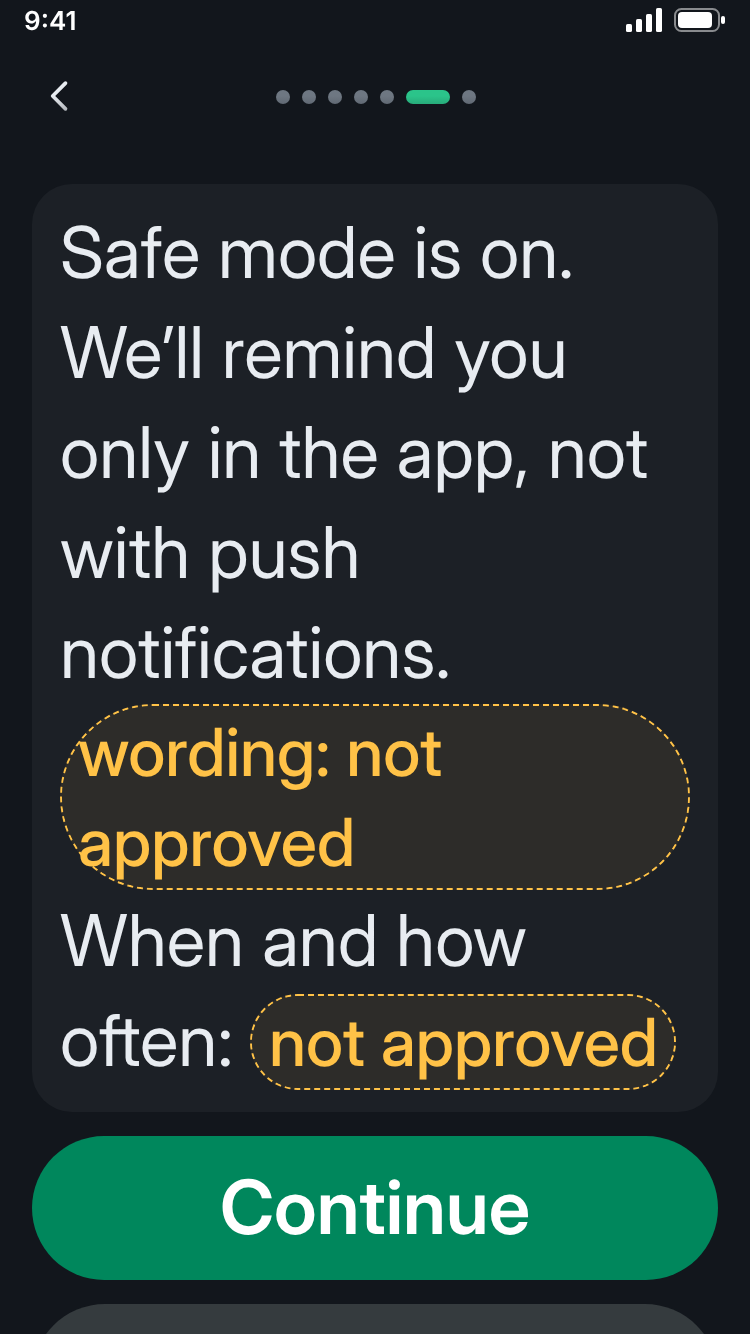 9:41
Safe mode is on.
We’ll remind you
only in the app, not
with push
notifications.
wording: not
approved
When and how
often: not approved
Continue